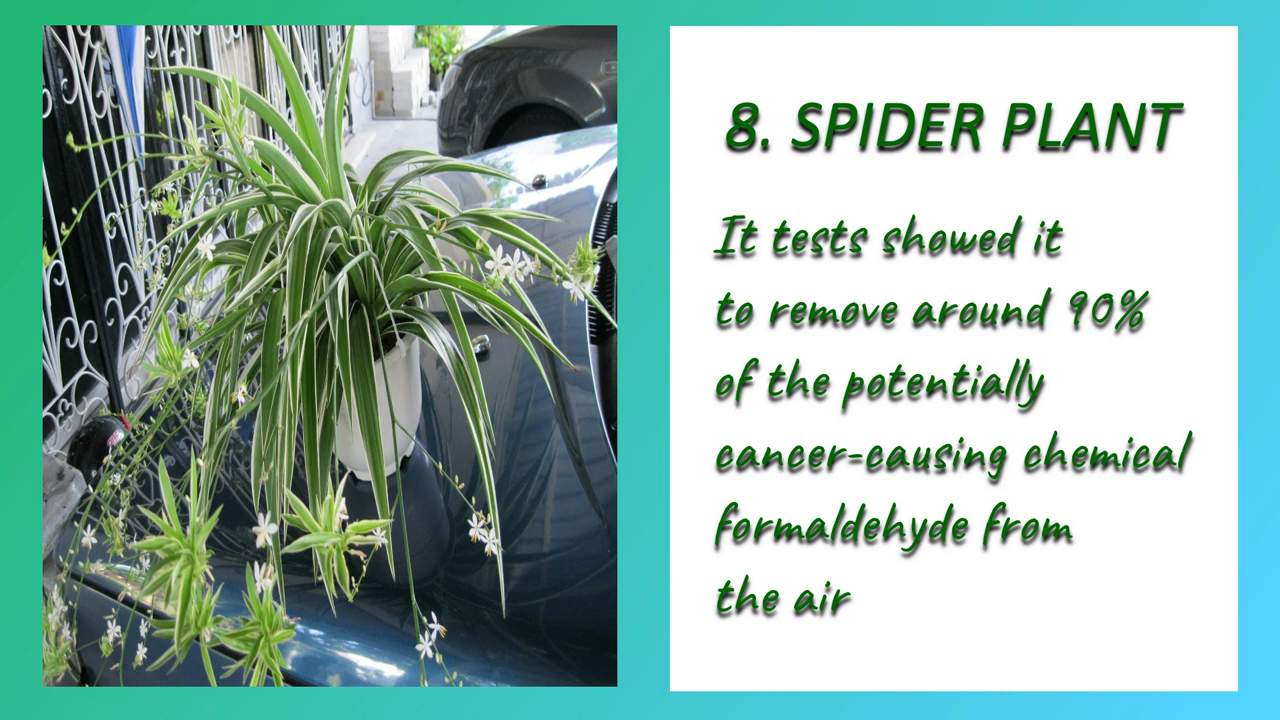 8. SPIDER PLANT
It tests showed it
to remove around 90%
of the potentially
cancer-causing chemical
formaldehyde from
the air